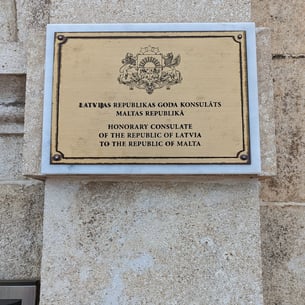 LATVIJAS REPUBLIKAS GODA KONSULĀTS
MALTAS REPUBLIKĀ
HONORARY CONSULATE
OF THE REPUBLIC OF LATVIA
TO THE REPUBLIC OF MALTA